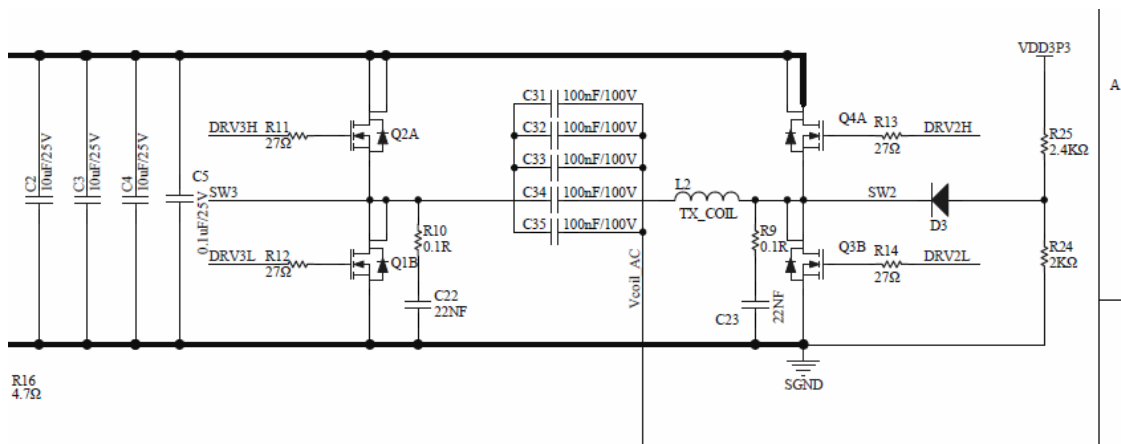 VDD3P3
A
C31
100nF/100V
C32
100nF/100V
C33
100nF/100V
C34
100nF/100V
C35
100nF/100V
DRV3H
R11
27Ω
Q2A
Q4A
R13
27Ω
DRV2H
R25
2.4KΩ
C2
10uF/25V
C3
10uF/25V
C4
10uF/25V
C5
0.1uF/25V
SW3
L2
TX_COIL
SW2
D3
R10
0.1R
R9
0.1R
DRV3L
R12
27Ω
Q1B
Q3B
R14
27Ω
DRV2L
R24
2KΩ
C22
22NF
Vcoil_AC
C23
22NF
SGND
R16
4.7Ω